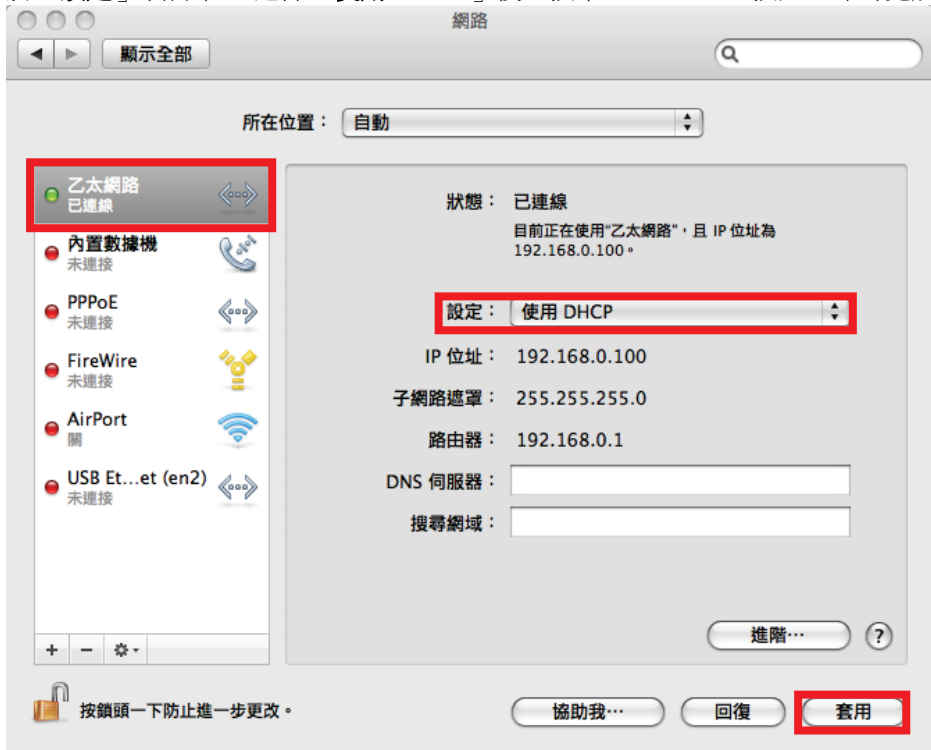 網路
顯示全部
所在位置： 自動
乙太網路
已連線
內置數據機
未連接
PPPoE
未連接
FireWire
未連接
AirPort
關
USB Et…et (en2)
未連接
狀態： 已連線
目前正在使用“乙太網路”，且 IP 位址為
192.168.0.100。
設定： 使用 DHCP
IP 位址： 192.168.0.100
子網路遮罩： 255.255.255.0
路由器： 192.168.0.1
DNS 伺服器：
搜尋網域：
進階… ?
按鎖頭一下防止進一步更改。
協助我… 回復 套用